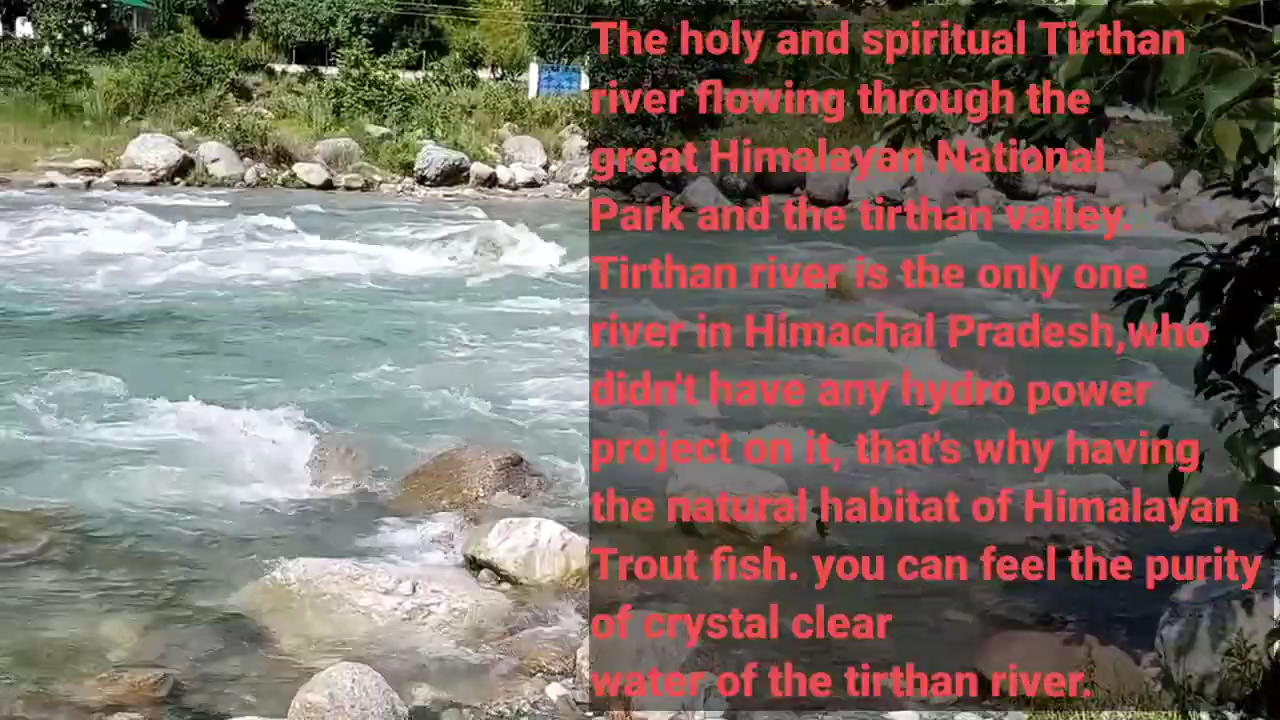 The holy and spiritual Tirthan
river flowing through the
great Himalayan National
Park and the tirthan valley.
Tirthan river is the only one
river in Himachal Pradesh,who
didn't have any hydro power
project on it, that's why having
the natural habitat of Himalayan
Trout fish. you can feel the purity
of crystal clear
water of the tirthan river.